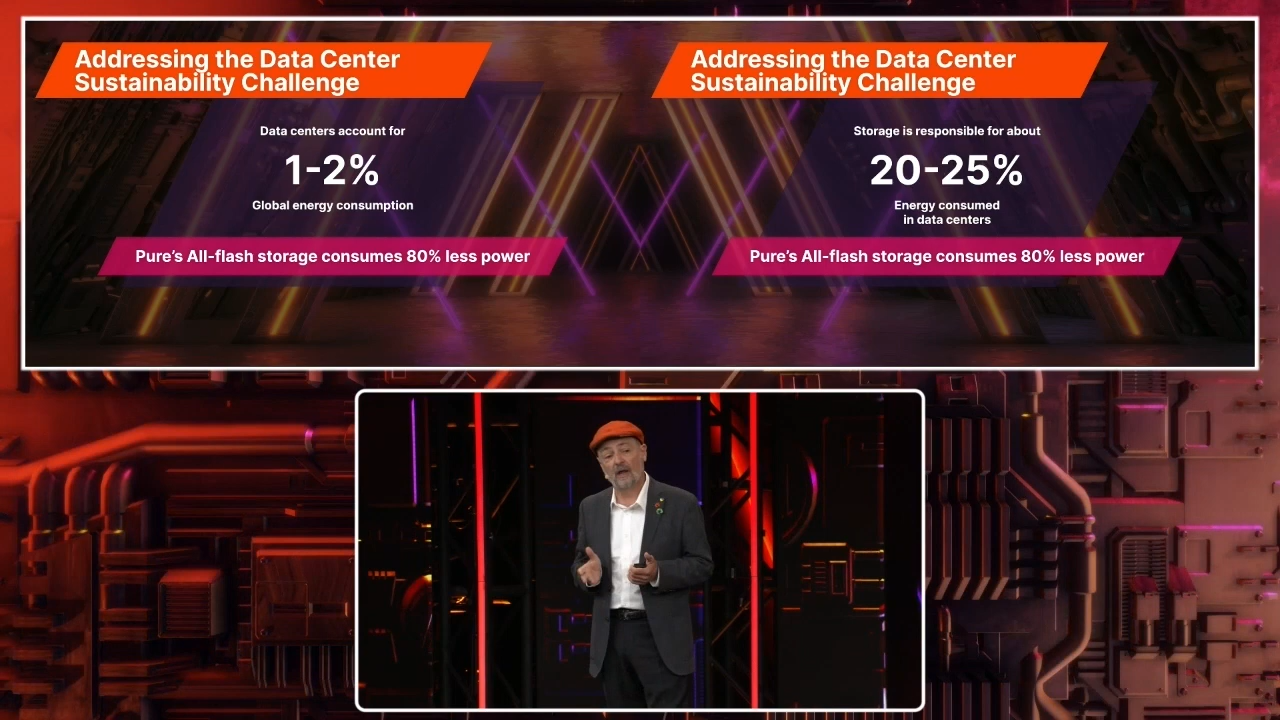 Addressing the Data Center
Sustainability Challenge
Data centers account for
1-2%
Global energy consumption
Pure's All-flash storage consumes 80% less power
Addressing the Data Center
Sustainability Challenge
Storage is responsible for about
20-25%
Energy consumed
in data centers
Pure's All-flash storage consumes 80% less power